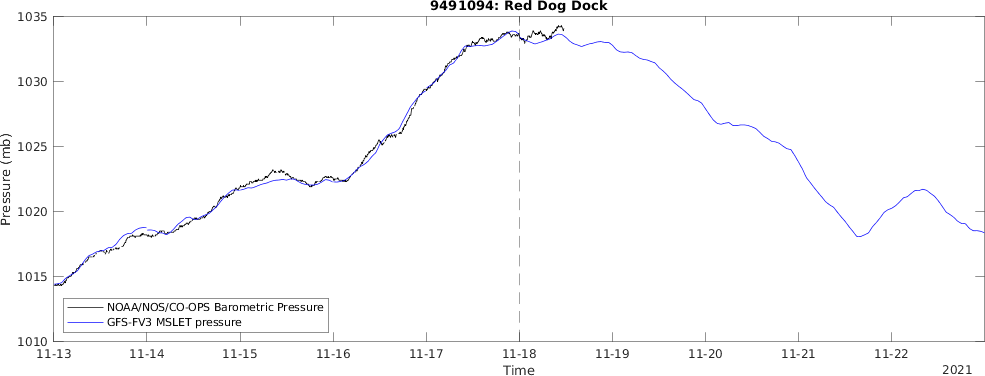 9491094: Red Dog Dock
1035
1030
1025
1020
1015
1010
Pressure (mb)
NOAA/NOS/CO-OPS Barometric Pressure
GFS-FV3 MSLET pressure
11-13 11-14 11-15 11-16 11-17 11-18 11-19 11-20 11-21 11-22
Time
2021